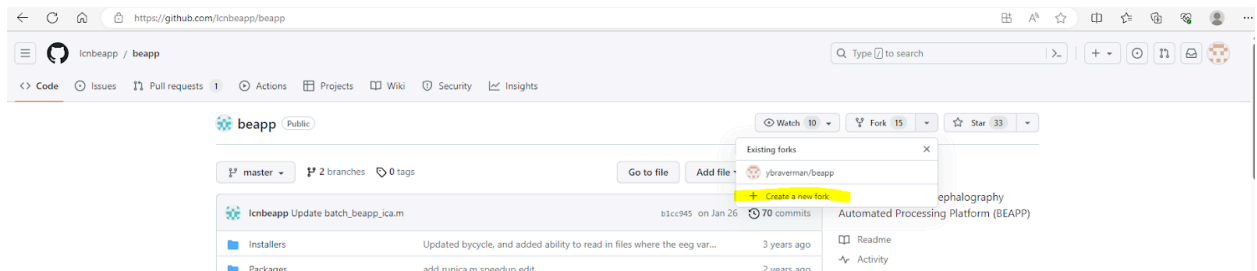 https://github.com/lcnbeapp/beapp
lcnbeapp / beapp
Type / to search
Code Issues Pull requests 1 Actions Projects Wiki Security Insights
beapp Public
Watch 10 Fork 15 Star 33
Existing forks
ybraverman/beapp
+ Create a new fork
master 2 branches 0 tags
Go to file Add file
ephalography
Automated Processing Platform (BEAPP)
lcnbeapp Update batch_beapp_ica.m b1cc945 on Jan 26 70 commits
Readme
Installers Updated bycycle, and added ability to read in files where the eeg var... 3 years ago
Activity
Packages add runica.m speedup edit 2 years ago